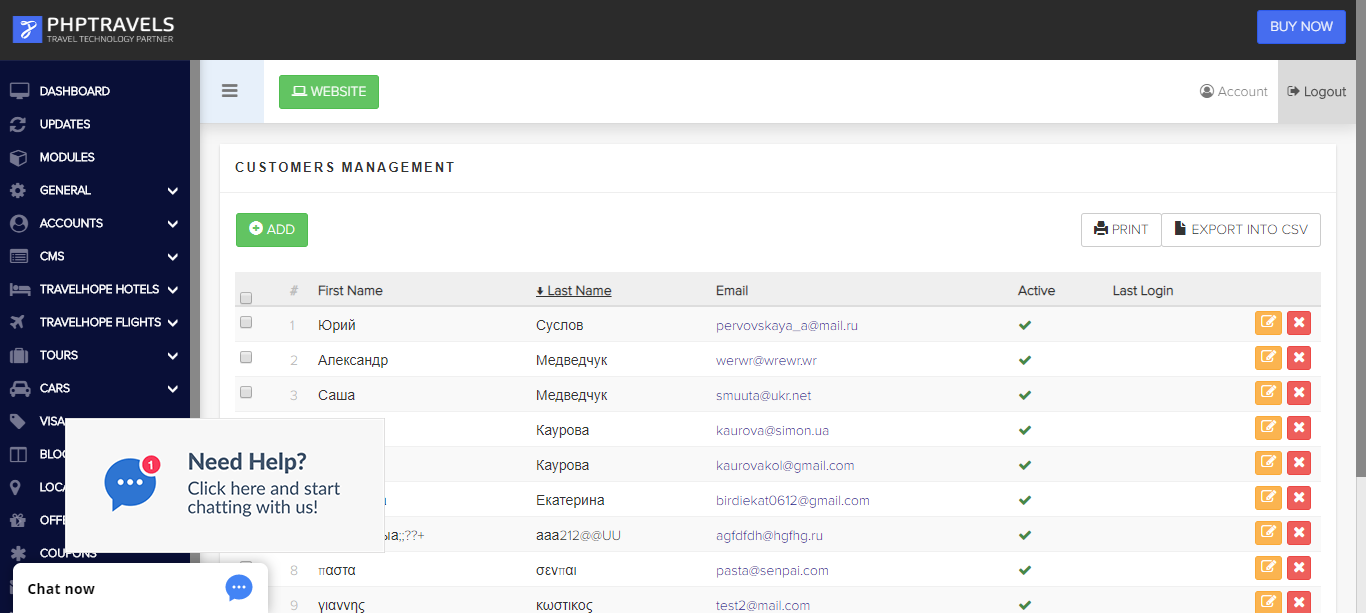 PHPTRAVELS
TRAVEL TECHNOLOGY PARTNER
BUY NOW
DASHBOARD
UPDATES
MODULES
GENERAL
ACCOUNTS
CMS
TRAVELHOPE HOTELS
TRAVELHOPE FLIGHTS
TOURS
CARS
VISA
BLO
LOCA
OFFE
COUPONS
WEBSITE
Account
Logout
CUSTOMERS MANAGEMENT
ADD
PRINT
EXPORT INTO CSV
# First Name Last Name Email Active Last Login
1 Юрий Суслов pervovskaya_a@mail.ru
2 Александр Медведчук werwr@wrewr.wr
3 Саша Медведчук smuuta@ukr.net
Каурова kaurova@simon.ua
Каурова kaurovakol@gmail.com
Екатерина birdiekat0612@gmail.com
ыа;;??+ ааа212@@UU agfdfdh@hgfhg.ru
8 παστα σενπαι pasta@senpai.com
9 γιαννης κωστικος test2@mail.com
1
Need Help?
Click here and start
chatting with us!
Chat now